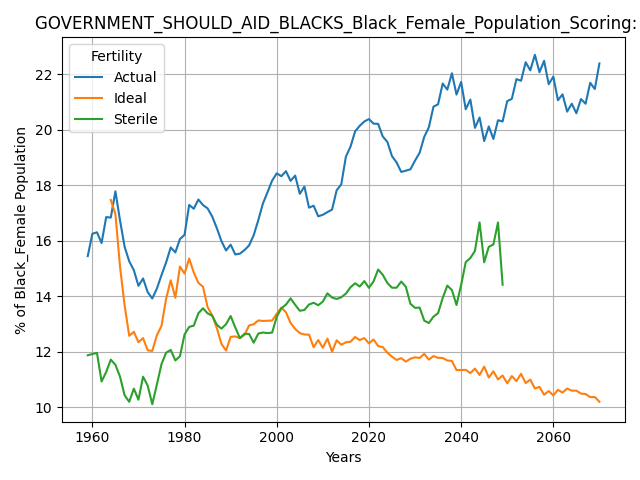 GOVERNMENT_SHOULD_AID_BLACKS_Black_Female_Population_Scoring:
Fertility
Actual
Ideal
Sterile
% of Black_Female Population
22
20
18
16
14
12
10
1960
1980
2000
2020
2040
2060
Years